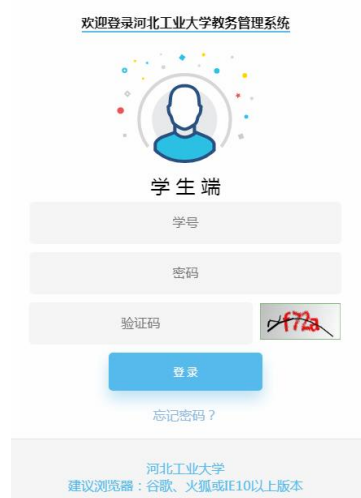 欢迎登录河北工业大学教务管理系统
学生端
学号
密码
验证码
登录
忘记密码？
河北工业大学
建议浏览器：谷歌、火狐或IE10以上版本